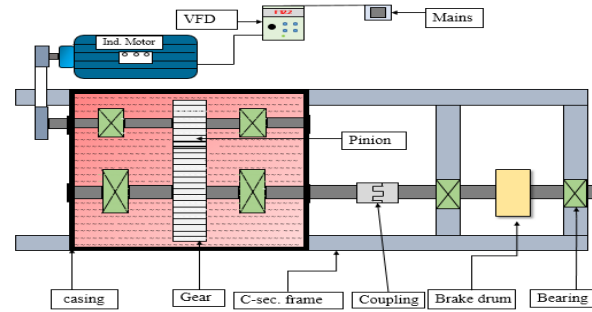 VFD
Mains
Ind. Motor
Pinion
casing
Gear
C-sec. frame
Coupling
Brake drum
Bearing